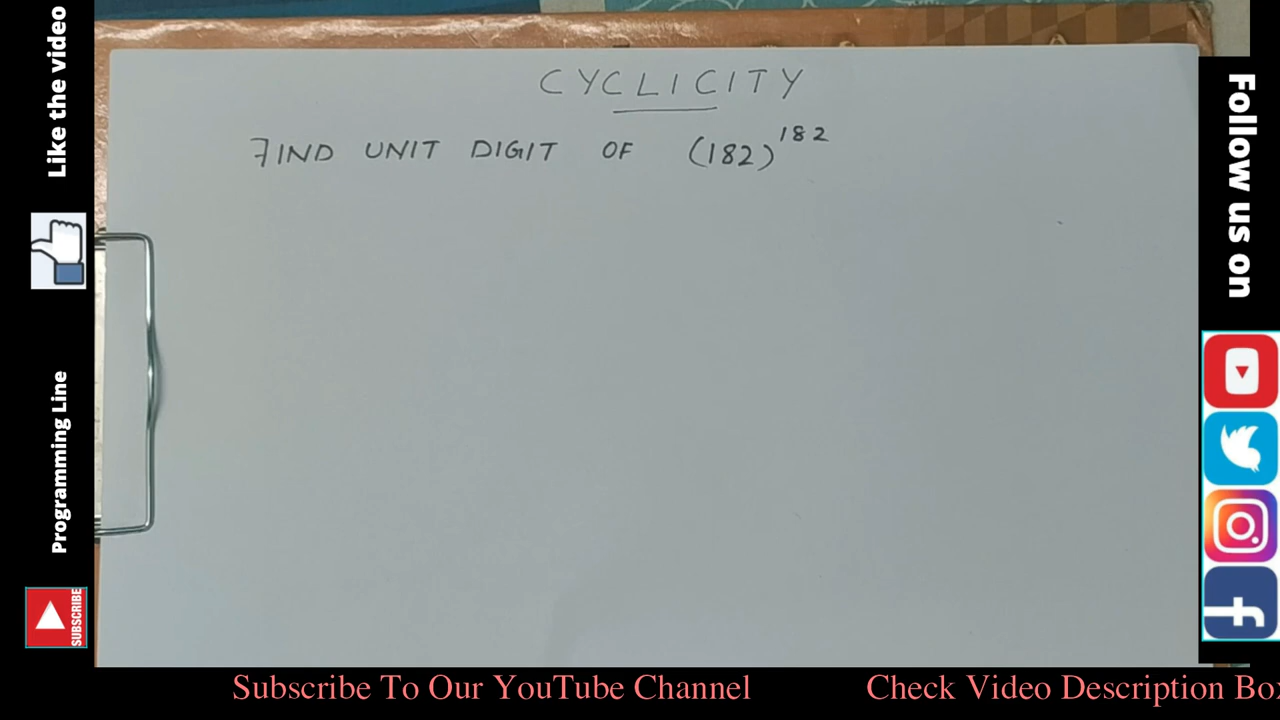 Like the video
Programming Line
SUBSCRIBE
CYCLICITY
FIND UNIT DIGIT OF (182)^182
Follow us on
Subscribe To Our YouTube Channel
Check Video Description Box